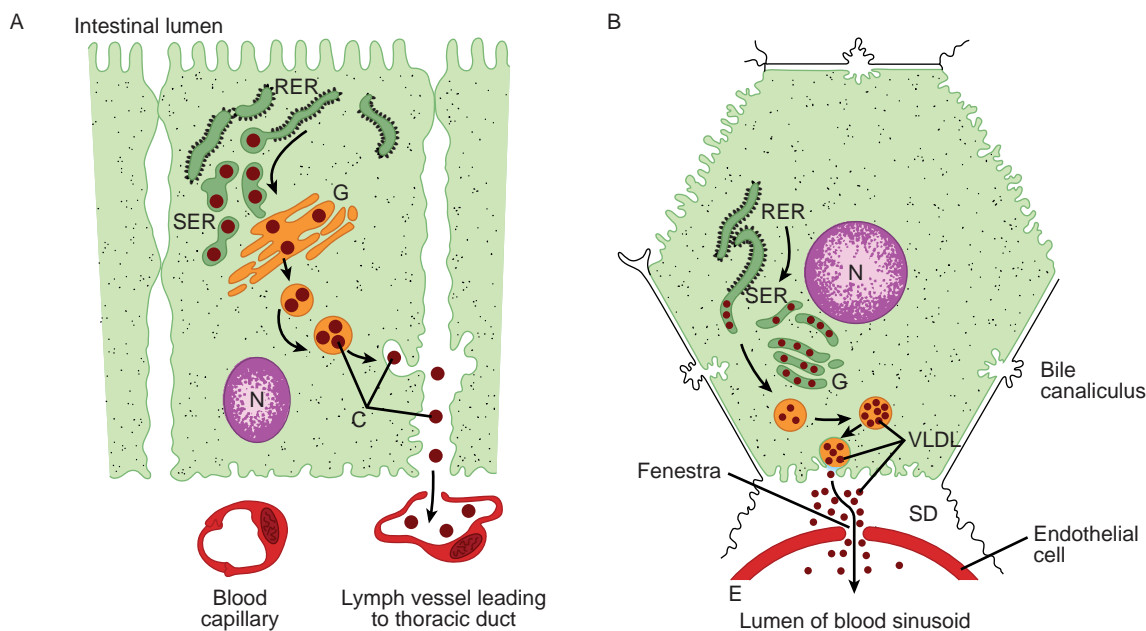 A
Intestinal lumen
RER
G
SER
N
C
Blood
capillary
Lymph vessel leading
to thoracic duct
B
RER
N
SER
G
Bile
canaliculus
VLDL
Fenestra
SD
Endothelial
cell
E
Lumen of blood sinusoid